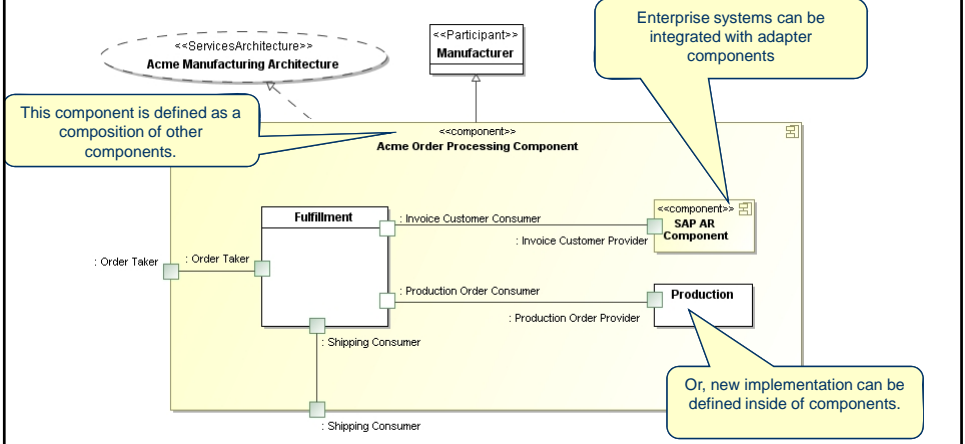 <<ServicesArchitecture>>
Acme Manufacturing Architecture
<<Participant>>
Manufacturer
Enterprise systems can be
integrated with adapter
components
This component is defined as a
composition of other
components.
<<component>>
Acme Order Processing Component
Fulfillment
: Invoice Customer Consumer
<<component>>
SAP AR
Component
: Invoice Customer Provider
: Order Taker
: Order Taker
: Production Order Consumer
Production
: Production Order Provider
: Shipping Consumer
Or, new implementation can be
defined inside of components.
: Shipping Consumer